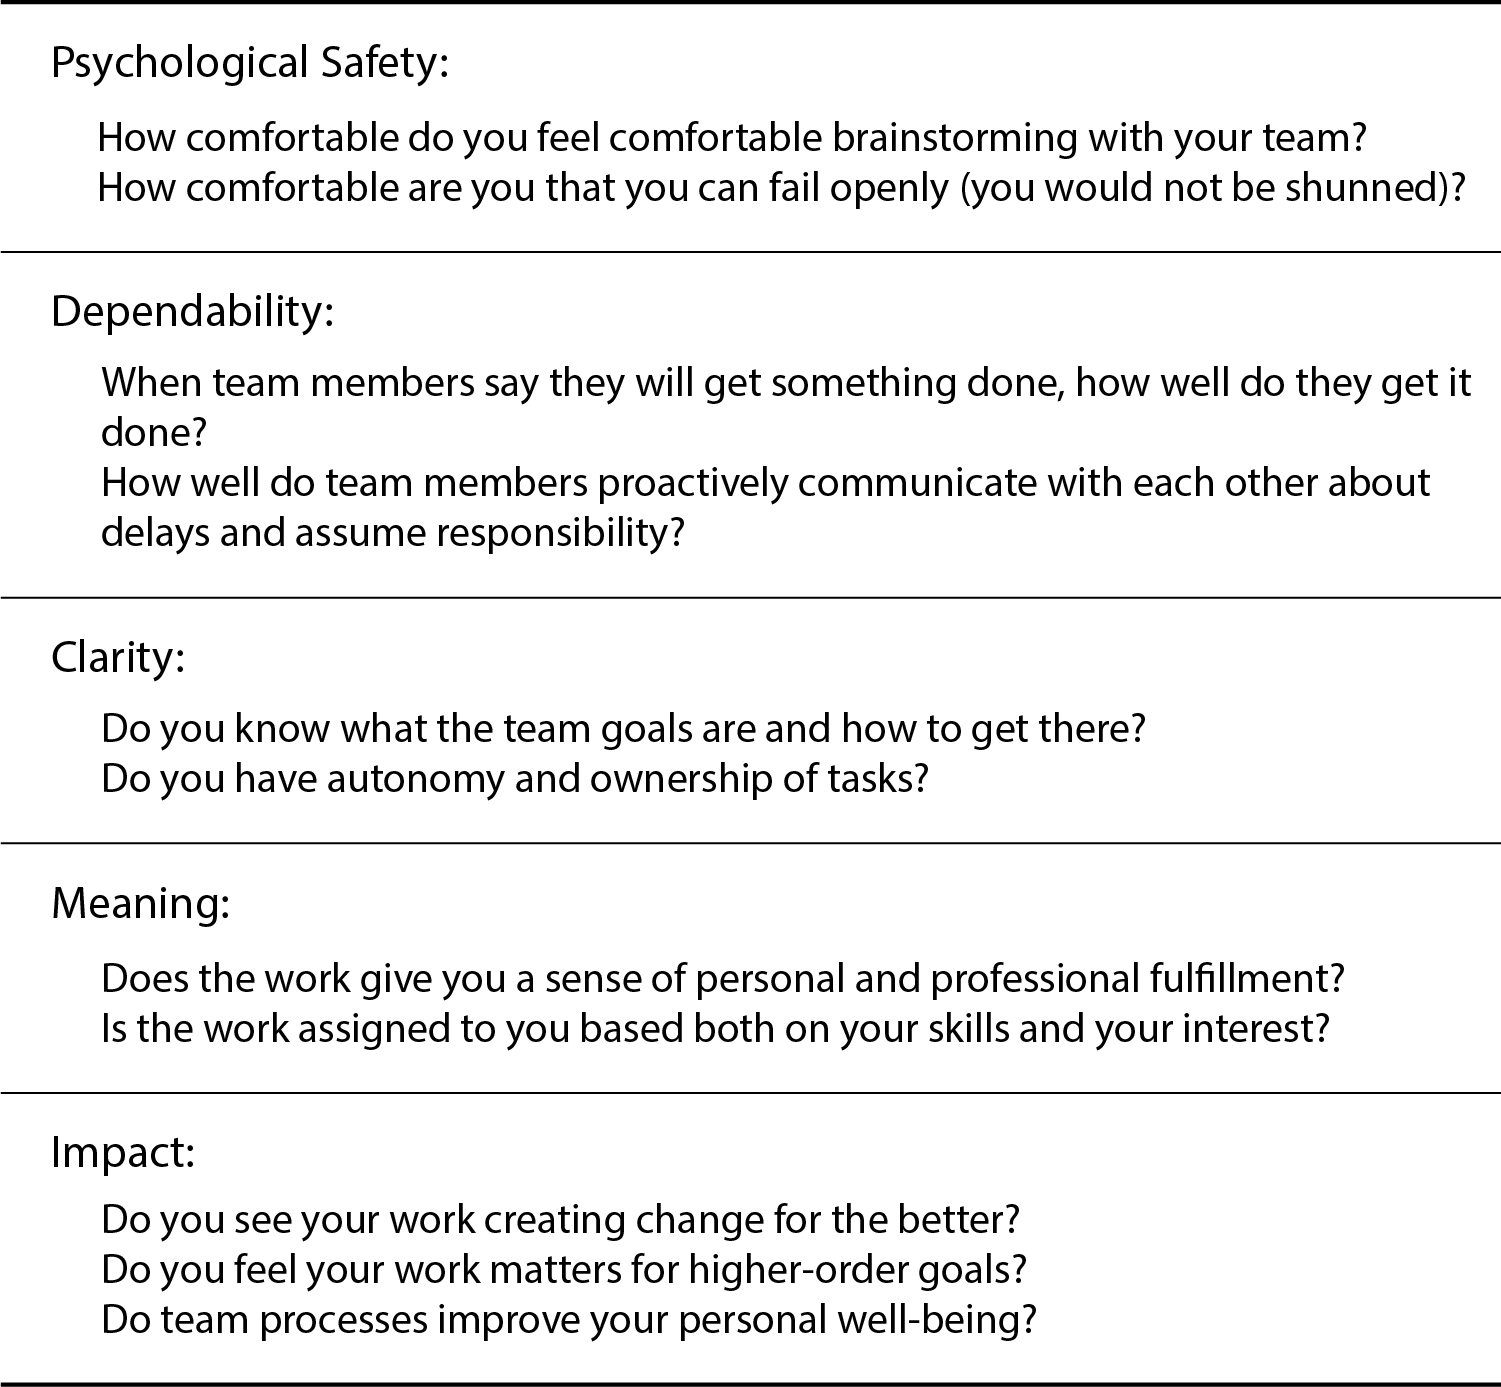 Psychological Safety:
How comfortable do you feel comfortable brainstorming with your team?
How comfortable are you that you can fail openly (you would not be shunned)?
Dependability:
When team members say they will get something done, how well do they get it
done?
How well do team members proactively communicate with each other about
delays and assume responsibility?
Clarity:
Do you know what the team goals are and how to get there?
Do you have autonomy and ownership of tasks?
Meaning:
Does the work give you a sense of personal and professional fulfillment?
Is the work assigned to you based both on your skills and your interest?
Impact:
Do you see your work creating change for the better?
Do you feel your work matters for higher-order goals?
Do team processes improve your personal well-being?